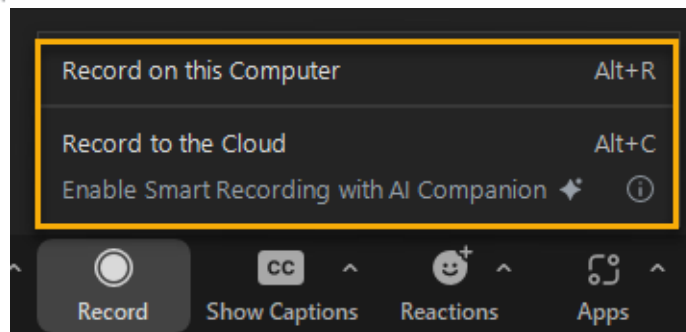 Record on this Computer Alt+R
Record to the Cloud Alt+C
Enable Smart Recording with AI Companion
CC
Record Show Captions Reactions Apps